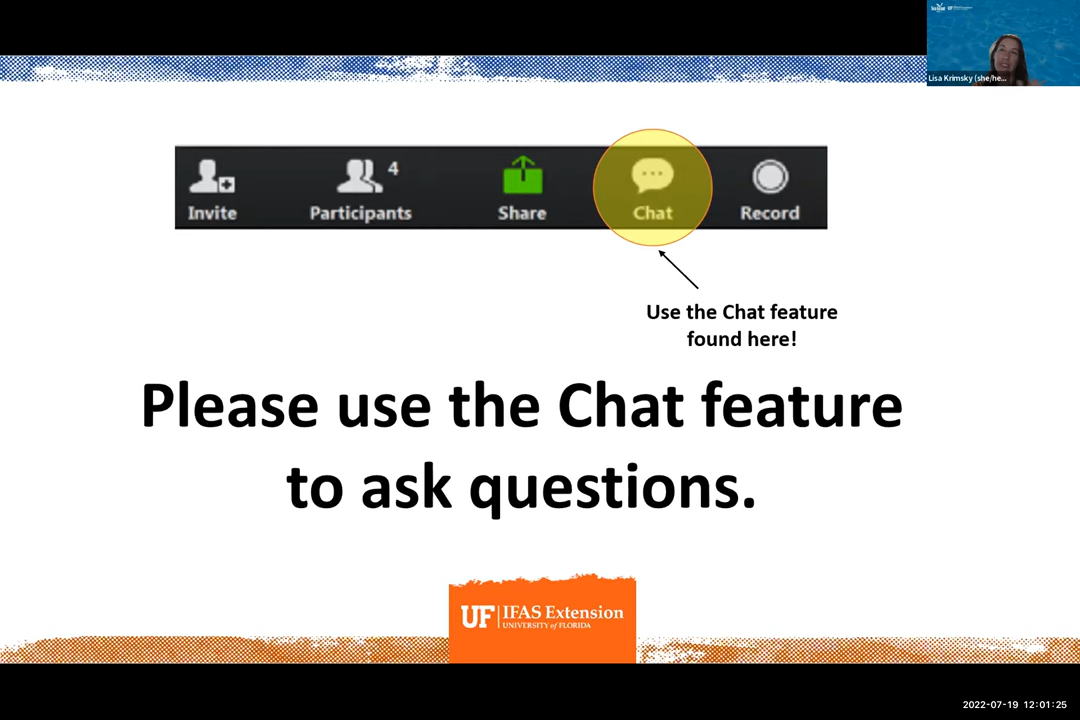 UF
Lisa Krimsky (she/he...
4
Invite
Participants
Share
Chat
Record
Use the Chat feature
found here!
Please use the Chat feature
to ask questions.
UF | IFAS Extension
UNIVERSITY of FLORIDA
2022-07-19 12:01:25